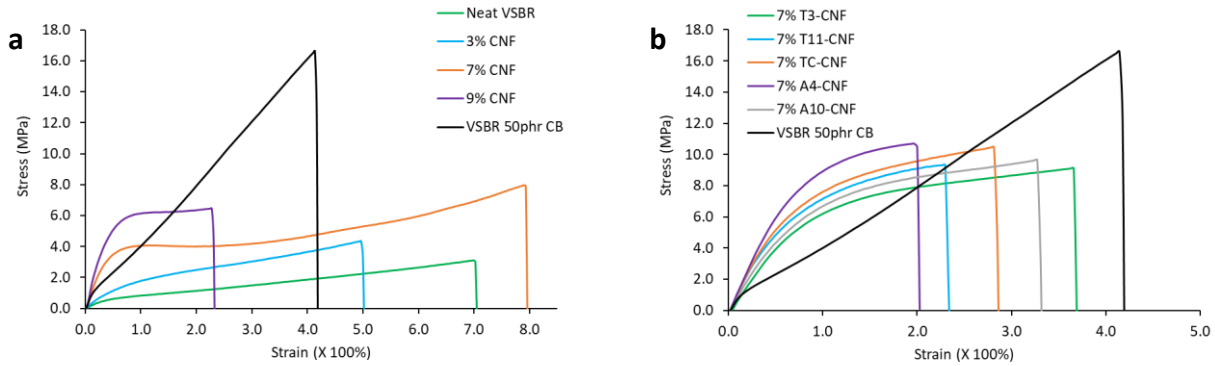 a
Neat VSBR
3% CNF
7% CNF
9% CNF
VSBR 50phr CB
Stress (MPa)
18.0
16.0
14.0
12.0
10.0
8.0
6.0
4.0
2.0
0.0
0.0 1.0 2.0 3.0 4.0 5.0 6.0 7.0 8.0
Strain (X 100%)
b
7% T3-CNF
7% T11-CNF
7% TC-CNF
7% A4-CNF
7% A10-CNF
VSBR 50phr CB
Stress (MPa)
18.0
16.0
14.0
12.0
10.0
8.0
6.0
4.0
2.0
0.0
0.0 1.0 2.0 3.0 4.0 5.0
Strain (X 100%)